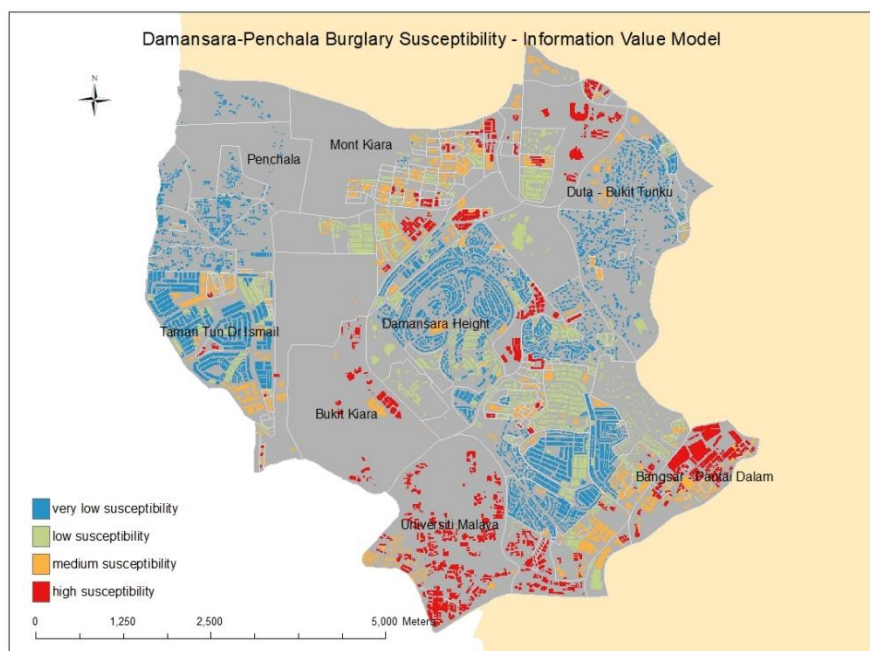 Damansara-Penchala Burglary Susceptibility - Information Value Model
N
Mont Kiara
Penchala
Duta - Bukit Tunku
Damansara Height
Taman Tun Dr Ismail
Bukit Kiara
Bangsar - Pantai Dalam
Universiti Malaya
very low susceptibility
low susceptibility
medium susceptibility
high susceptibility
0 1,250 2,500 5,000 Meters